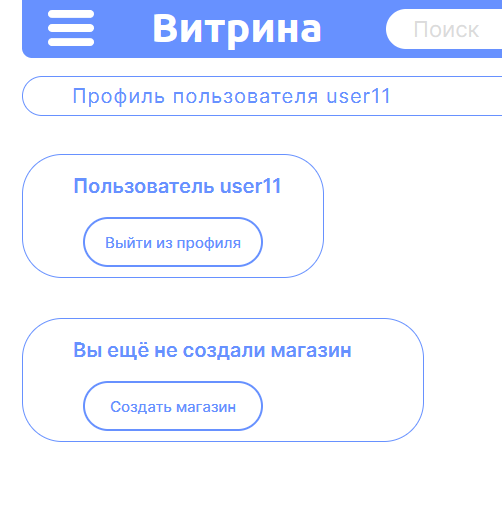 Витрина
Поиск
Профиль пользователя user11
Пользователь user11
Выйти из профиля
Вы ещё не создали магазин
Создать магазин